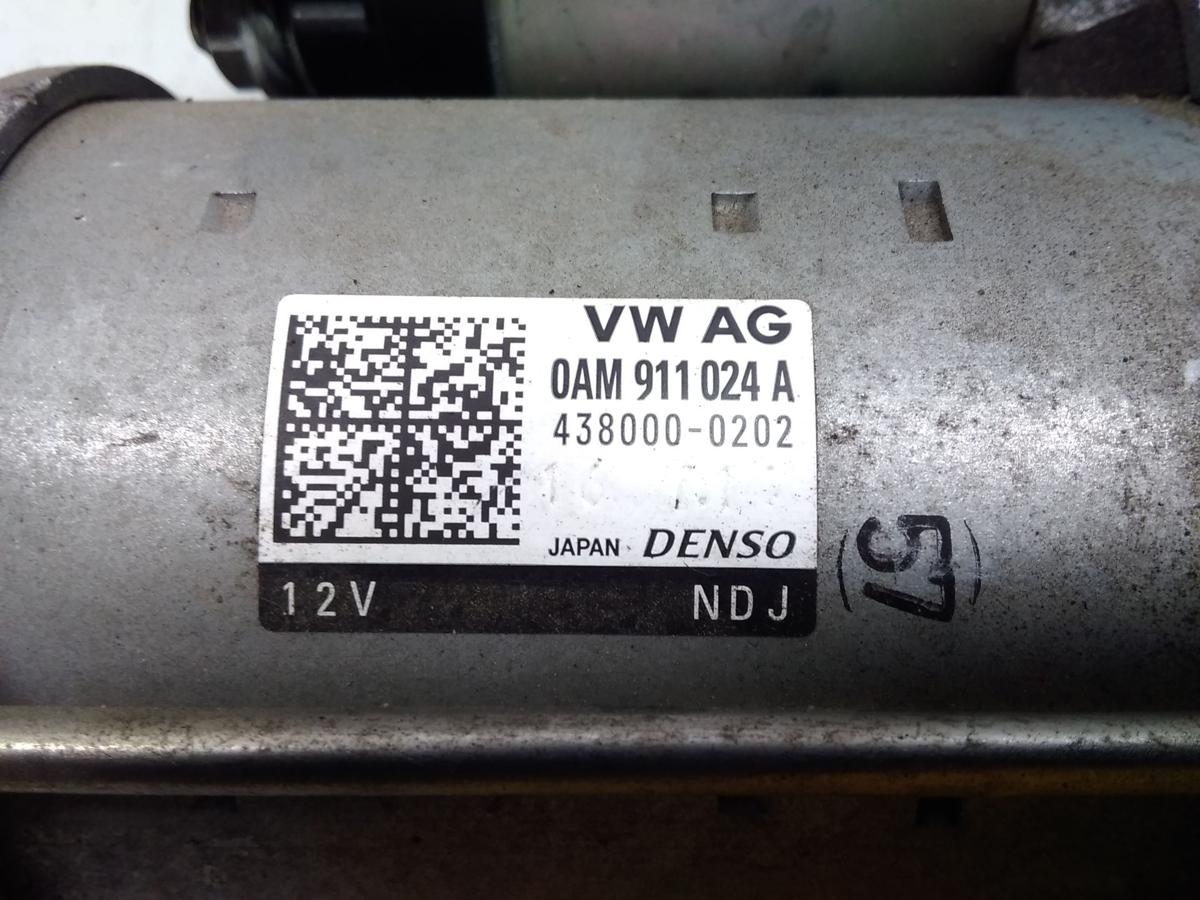 VW AG
0AM 911 024 A
438000-0202
JAPAN DENSO
12V NDJ